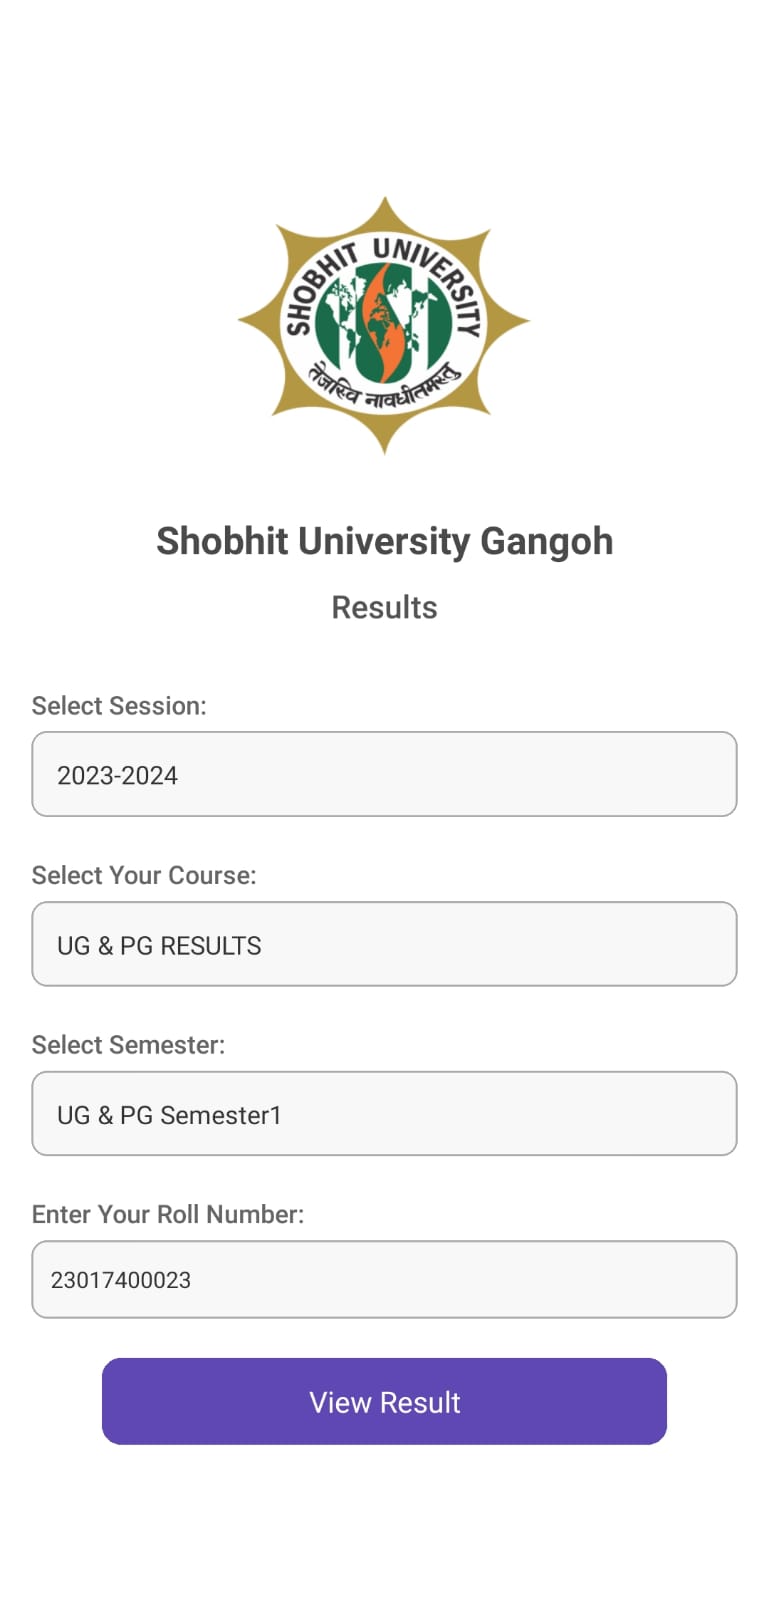 SHOBHIT UNIVERSITY
तेजस्वि नावधीतमस्तु
Shobhit University Gangoh
Results
Select Session:
2023-2024
Select Your Course:
UG & PG RESULTS
Select Semester:
UG & PG Semester1
Enter Your Roll Number:
23017400023
View Result